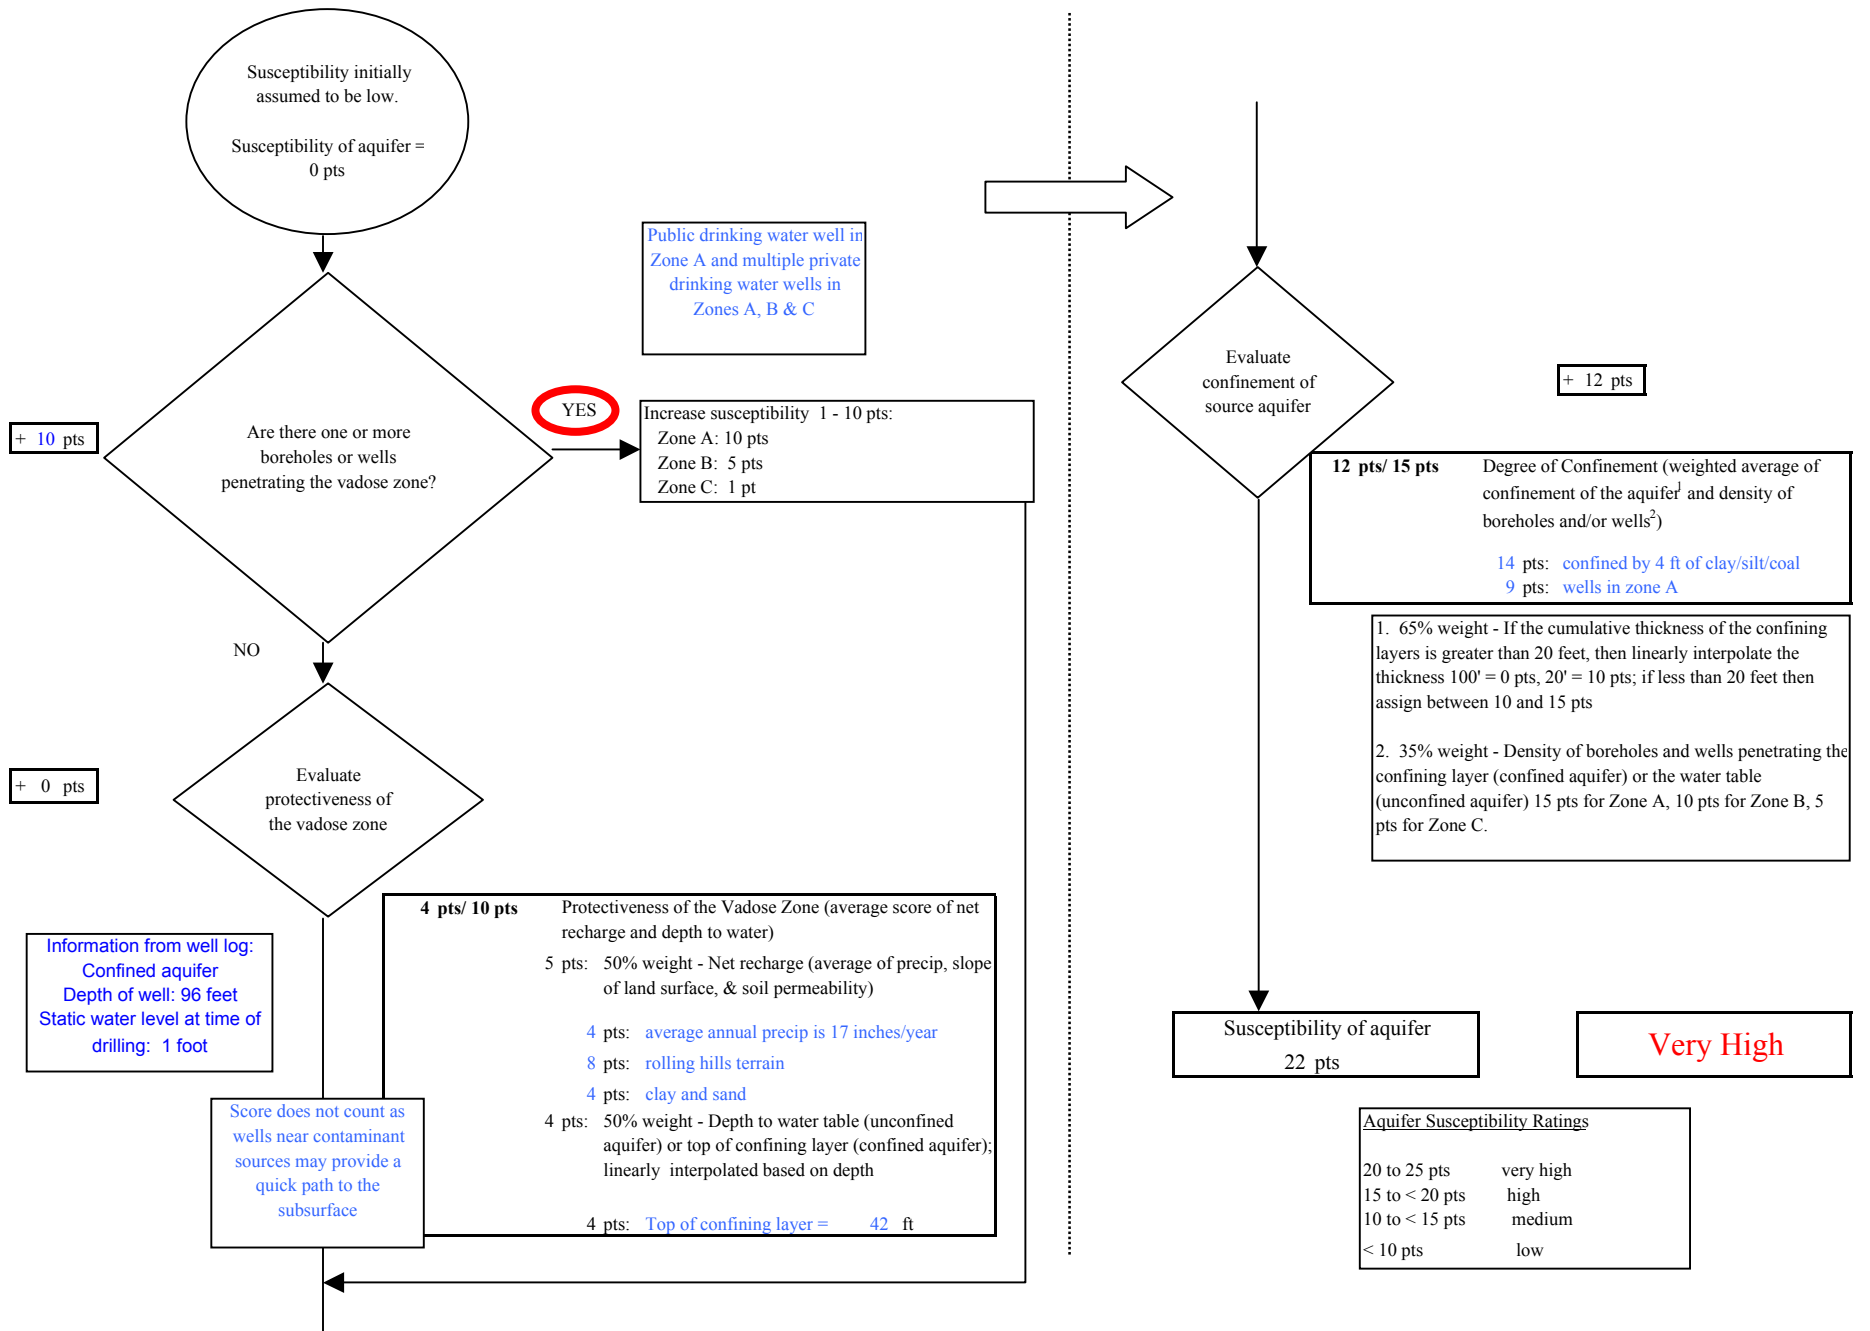 Susceptibility initially
assumed to be low.
Susceptibility of aquifer =
0 pts
Public drinking water well in
Zone A and multiple private
drinking water wells in
Zones A, B & C
+ 10 pts
Are there one or more
boreholes or wells
penetrating the vadose zone?
YES
Increase susceptibility 1 - 10 pts:
Zone A: 10 pts
Zone B: 5 pts
Zone C: 1 pt
NO
+ 0 pts
Evaluate
protectiveness of
the vadose zone
Information from well log:
Confined aquifer
Depth of well: 96 feet
Static water level at time of
drilling: 1 foot
4 pts/ 10 pts Protectiveness of the Vadose Zone (average score of net
recharge and depth to water)
5 pts: 50% weight - Net recharge (average of precip, slope
of land surface, & soil permeability)
4 pts: average annual precip is 17 inches/year
8 pts: rolling hills terrain
4 pts: clay and sand
4 pts: 50% weight - Depth to water table (unconfined
aquifer) or top of confining layer (confined aquifer);
linearly interpolated based on depth
4 pts: Top of confining layer = 42 ft
Score does not count as
wells near contaminant
sources may provide a
quick path to the
subsurface
Evaluate
confinement of
source aquifer
+ 12 pts
12 pts/ 15 pts Degree of Confinement (weighted average of
confinement of the aquifer1 and density of
boreholes and/or wells2)
14 pts: confined by 4 ft of clay/silt/coal
9 pts: wells in zone A
1. 65% weight - If the cumulative thickness of the confining
layers is greater than 20 feet, then linearly interpolate the
thickness 100' = 0 pts, 20' = 10 pts; if less than 20 feet then
assign between 10 and 15 pts
2. 35% weight - Density of boreholes and wells penetrating the
confining layer (confined aquifer) or the water table
(unconfined aquifer) 15 pts for Zone A, 10 pts for Zone B, 5
pts for Zone C.
Susceptibility of aquifer
22 pts
Very High
Aquifer Susceptibility Ratings
20 to 25 pts very high
15 to < 20 pts high
10 to < 15 pts medium
< 10 pts low